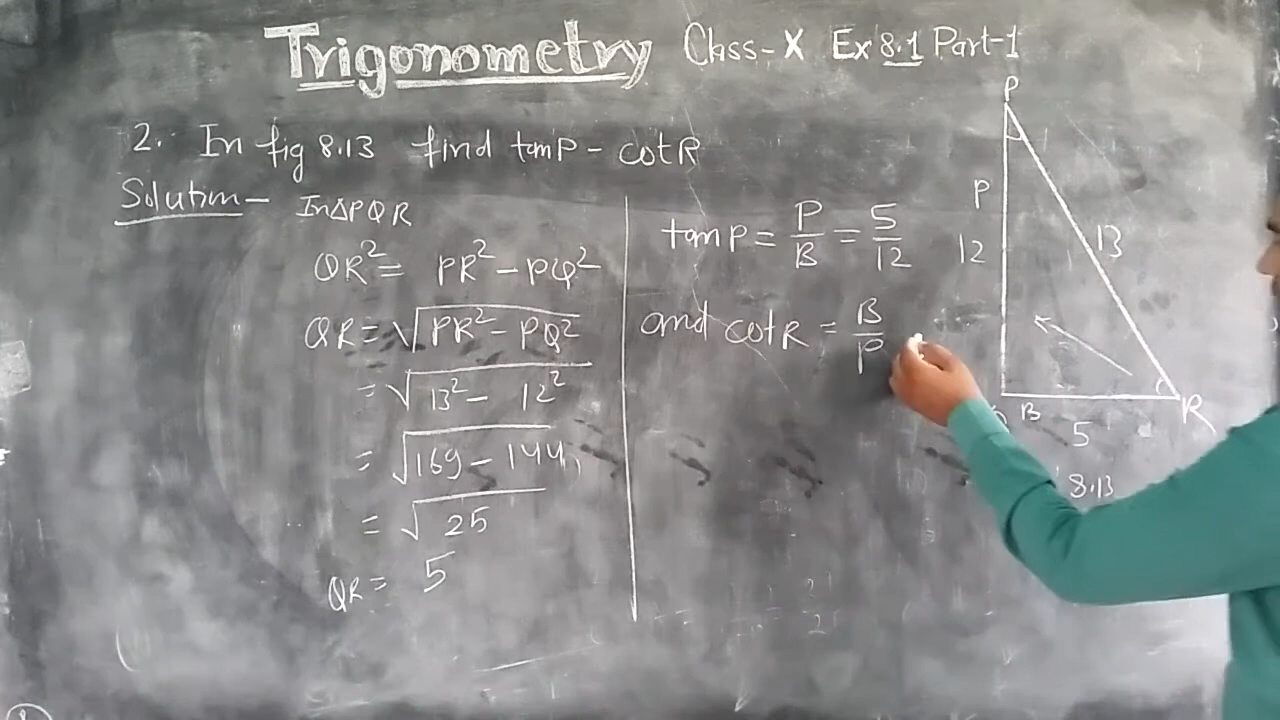 Trigonometry Class-X Ex 8.1 Part-1
2. In fig 8.13 find tanP - cotR
Solution- In ΔPQR
QR² = PR² - PQ²
QR = √PR² - PQ²
= √13² - 12²
= √169 - 144
= √25
QR = 5
tanP = P/B = 5/12
and cotR = B/P
P
P
12
13
B
R
5
8.13